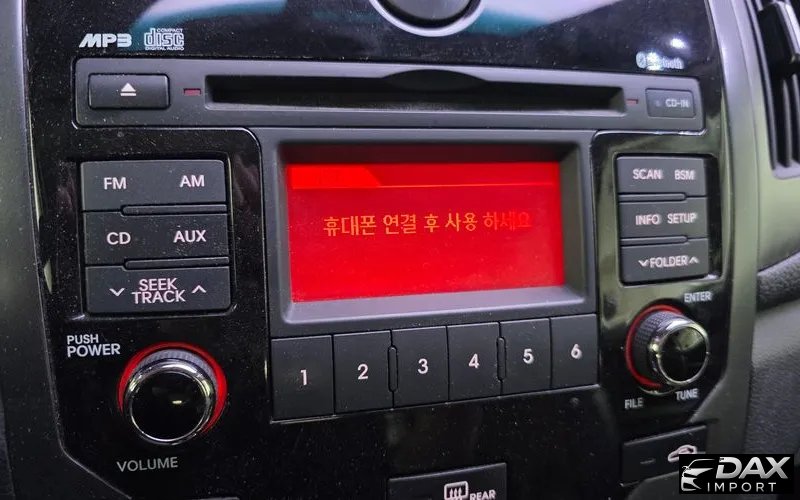 MP3 COMPACT disc DIGITAL AUDIO
Bluetooth
CD-IN
FM AM
CD AUX
SEEK
TRACK
PUSH
POWER
VOLUME
휴대폰 연결 후 사용 하세요
1 2 3 4 5 6
SCAN BSM
INFO SETUP
FOLDER
ENTER
FILE TUNE
REAR
DAX
IMPORT